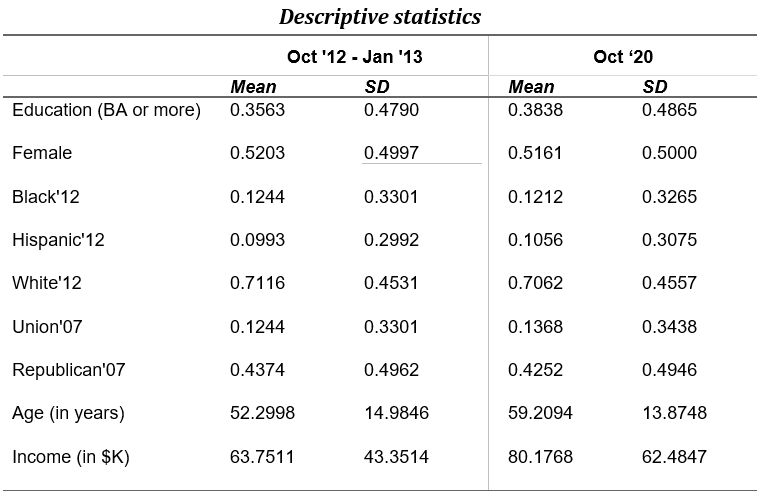 Descriptive statistics
Oct '12 - Jan '13 Oct ‘20
Mean SD Mean SD
Education (BA or more) 0.3563 0.4790 0.3838 0.4865
Female 0.5203 0.4997 0.5161 0.5000
Black'12 0.1244 0.3301 0.1212 0.3265
Hispanic'12 0.0993 0.2992 0.1056 0.3075
White'12 0.7116 0.4531 0.7062 0.4557
Union'07 0.1244 0.3301 0.1368 0.3438
Republican'07 0.4374 0.4962 0.4252 0.4946
Age (in years) 52.2998 14.9846 59.2094 13.8748
Income (in $K) 63.7511 43.3514 80.1768 62.4847